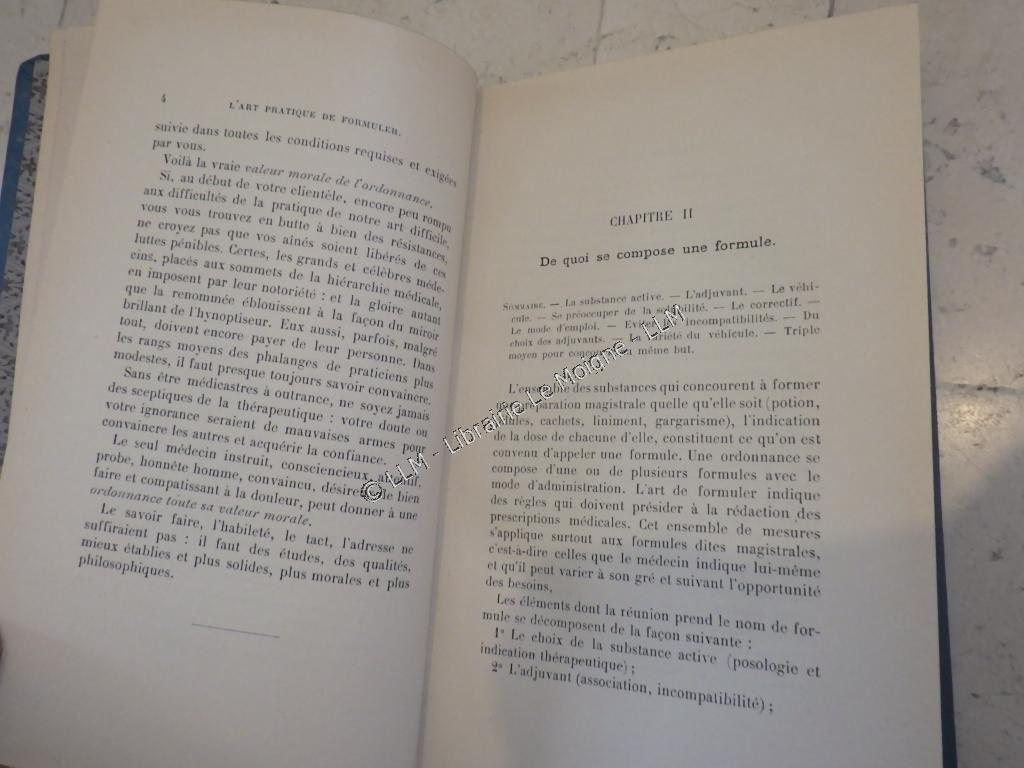 4
L'ART PRATIQUE DE FORMULER.
suivie dans toutes les conditions requises et exigées
par vous.
Voilà la vraie valeur morale de l'ordonnance.
Si, au début de votre clientèle, encore peu rompu
aux difficultés de la pratique de notre art difficile,
vous vous trouvez en butte à bien des résistances,
ne croyez pas que vos aînés soient libérés de ces
luttes pénibles. Certes, les grands et célèbres méde-
cins, placés aux sommets de la hiérarchie médicale,
en imposent par leur notoriété : et la gloire autant
que la renommée éblouissent à la façon du miroir
brillant de l'hynoptiseur. Eux aussi, parfois, malgré
tout, doivent encore payer de leur personne. Dans
les rangs moyens des phalanges de praticiens plus
modestes, il faut presque toujours savoir convaincre.
Sans être médicastres à outrance, ne soyez jamais
des sceptiques de la thérapeutique : votre doute ou
votre ignorance seraient de mauvaises armes pour
convaincre les autres et acquérir la confiance.
Le seul médecin instruit, consciencieux,
probe, honnête homme, convaincu, désireux de bien
faire et compatissant à la douleur, peut donner à une
ordonnance toute sa valeur morale.
Le savoir faire, l'habileté, le tact, l'adresse ne
suffiraient pas : il faut des études, des qualités,
mieux établies et plus solides, plus morales et plus
philosophiques.
CHAPITRE II
De quoi se compose une formule.
SOMMAIRE. — La substance active. — L'adjuvant. — Le véhi-
cule. — Se préoccuper de la solubilité. — Le correctif. —
Le mode d'emploi. — Eviter les incompatibilités. — Du
choix des adjuvants. — La variété du véhicule. — Triple
moyen pour concourir au même but.
L'ensemble des substances qui concourent à former
une préparation magistrale quelle qu'elle soit (potion,
pilules, cachets, liniment, gargarisme), l'indication
de la dose de chacune d'elle, constituent ce qu'on est
convenu d'appeler une formule. Une ordonnance se
compose d'une ou de plusieurs formules avec le
mode d'administration. L'art de formuler indique
des règles qui doivent présider à la rédaction des
prescriptions médicales. Cet ensemble de mesures
s'applique surtout aux formules dites magistrales,
c'est-à-dire celles que le médecin indique lui-même
et qu'il peut varier à son gré et suivant l'opportunité
des besoins,
Les éléments dont la réunion prend le nom de for-
mule se décomposent de la façon suivante :
1° Le choix de la substance active (posologie et
indication thérapeutique) ;
2° L'adjuvant (association, incompatibilité) ;
© LLM - Librairie Le Moigne - LLM